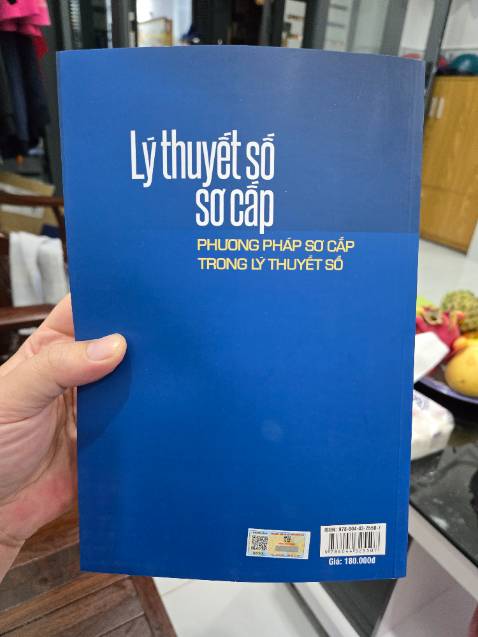 Lý thuyết số
sơ cấp
PHƯƠNG PHÁP SƠ CẤP
TRONG LÝ THUYẾT SỐ
Giá: 180.000đ